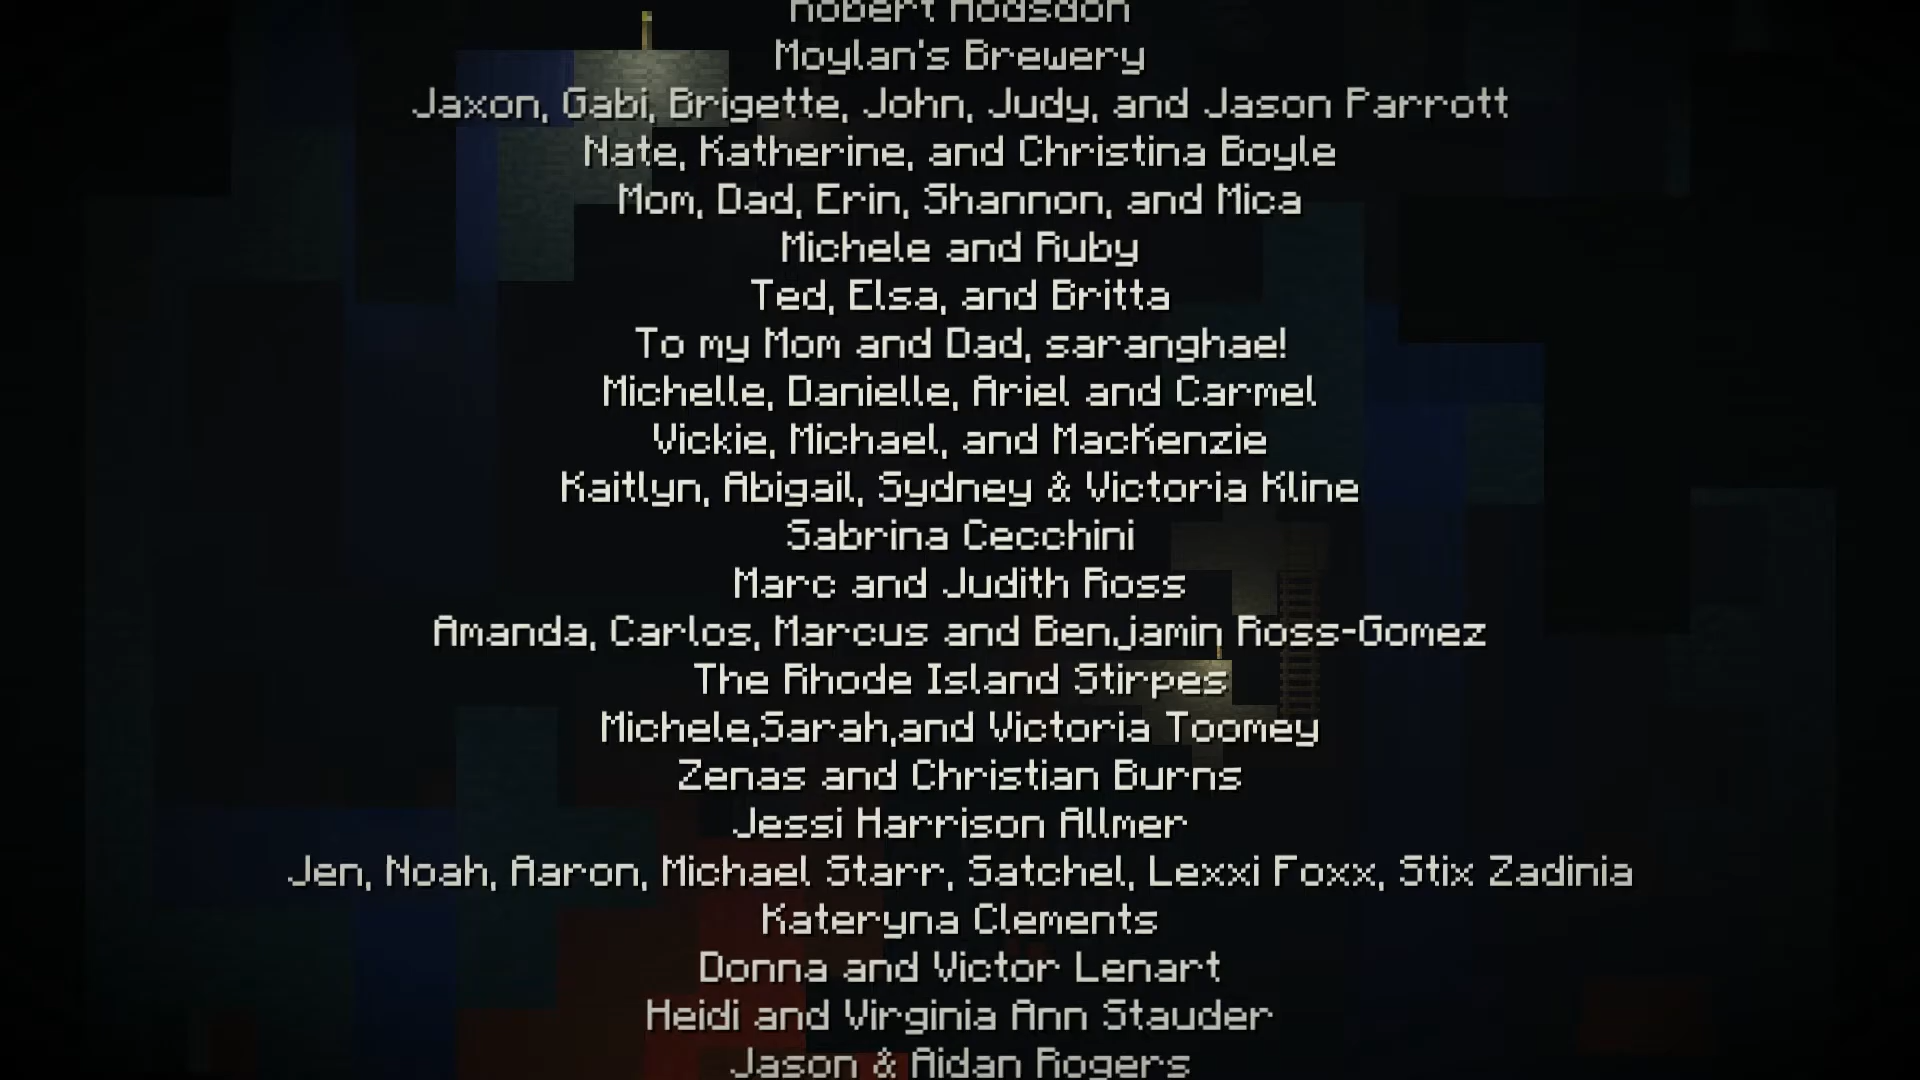 Robert Hodsdon
Moylan's Brewery
Jaxon, Gabi, Brigette, John, Judy, and Jason Parrott
Nate, Katherine, and Christina Boyle
Mom, Dad, Erin, Shannon, and Mica
Michele and Ruby
Ted, Elsa, and Britta
To my Mom and Dad, saranghae!
Michelle, Danielle, Ariel and Carmel
Vickie, Michael, and MacKenzie
Kaitlyn, Abigail, Sydney & Victoria Kline
Sabrina Cecchini
Marc and Judith Ross
Amanda, Carlos, Marcus and Benjamin Ross-Gomez
The Rhode Island Stirpes
Michele,Sarah,and Victoria Toomey
Zenas and Christian Burns
Jessi Harrison Allmer
Jen, Noah, Aaron, Michael Starr, Satchel, Lexxi Foxx, Stix Zadinia
Kateryna Clements
Donna and Victor Lenart
Heidi and Virginia Ann Stauder
Jason & Aidan Rogers